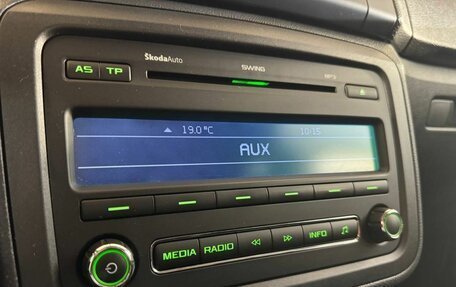 ŠkodaAuto SWING MP3
AS TP
19.0°C 10:15
AUX
MEDIA RADIO INFO